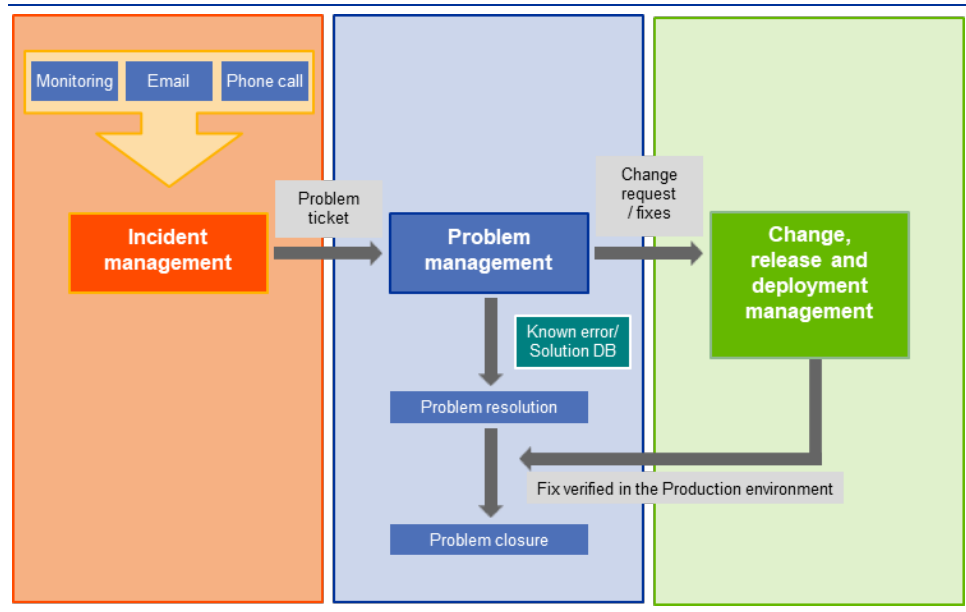 Monitoring
Email
Phone call
Incident
management
Problem
ticket
Problem
management
Change
request
/ fixes
Change,
release and
deployment
management
Known error/
Solution DB
Problem resolution
Fix verified in the Production environment
Problem closure